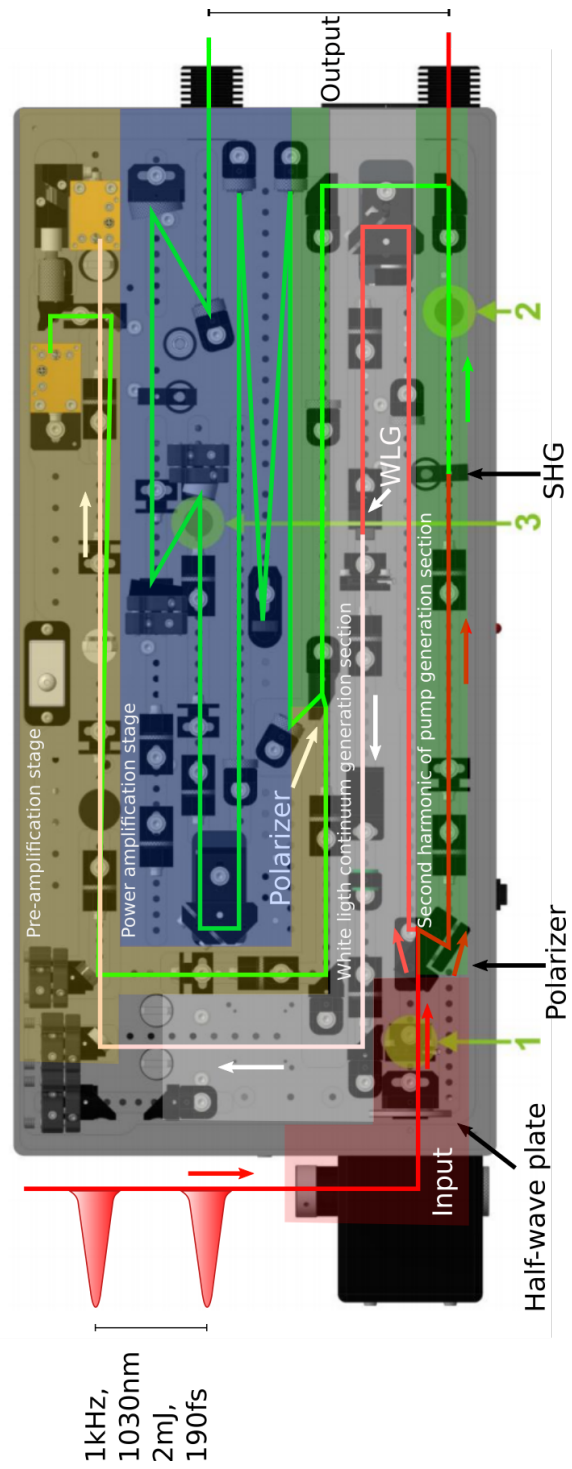 Output
Pre-amplification stage
Power amplification stage
Polarizer
White ligth continuum generation section
WLG
Second harmonic of pump generation section
2
3
SHG
1
Polarizer
Half-wave plate
Input
1kHz,
1030nm
2mJ,
190fs